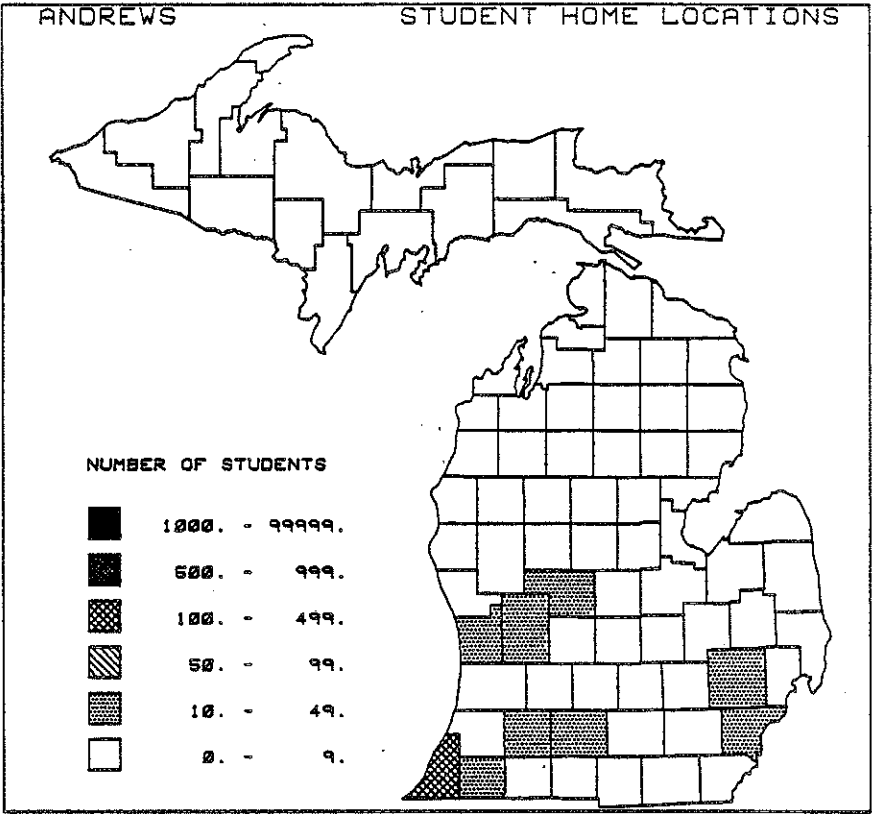 ANDREWS STUDENT HOME LOCATIONS
NUMBER OF STUDENTS
1000. - 99999.
500. - 999.
100. - 499.
50. - 99.
10. - 49.
0. - 9.